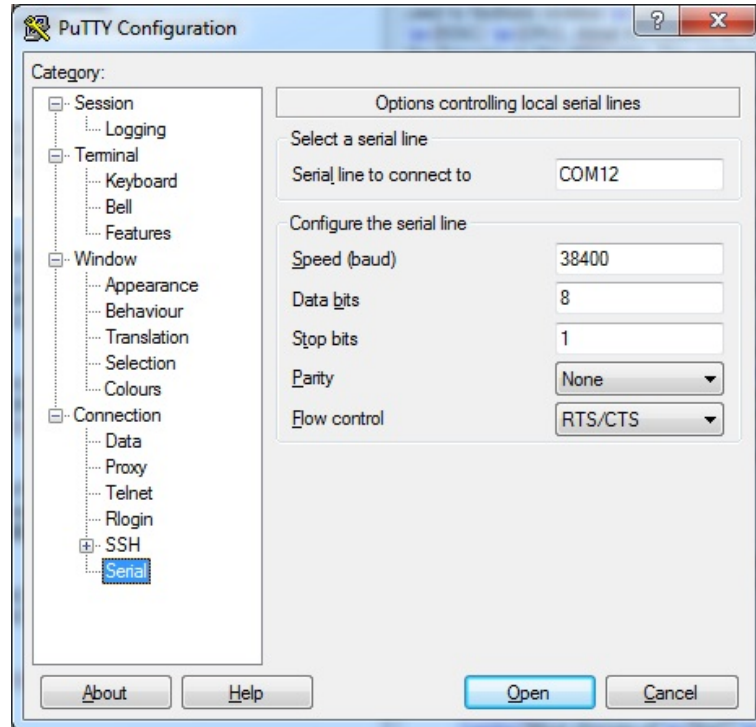 PuTTY Configuration
Category:
Session
Logging
Terminal
Keyboard
Bell
Features
Window
Appearance
Behaviour
Translation
Selection
Colours
Connection
Data
Proxy
Telnet
Rlogin
SSH
Serial
Options controlling local serial lines
Select a serial line
Serial line to connect to COM12
Configure the serial line
Speed (baud) 38400
Data bits 8
Stop bits 1
Parity None
Flow control RTS/CTS
About Help Open Cancel